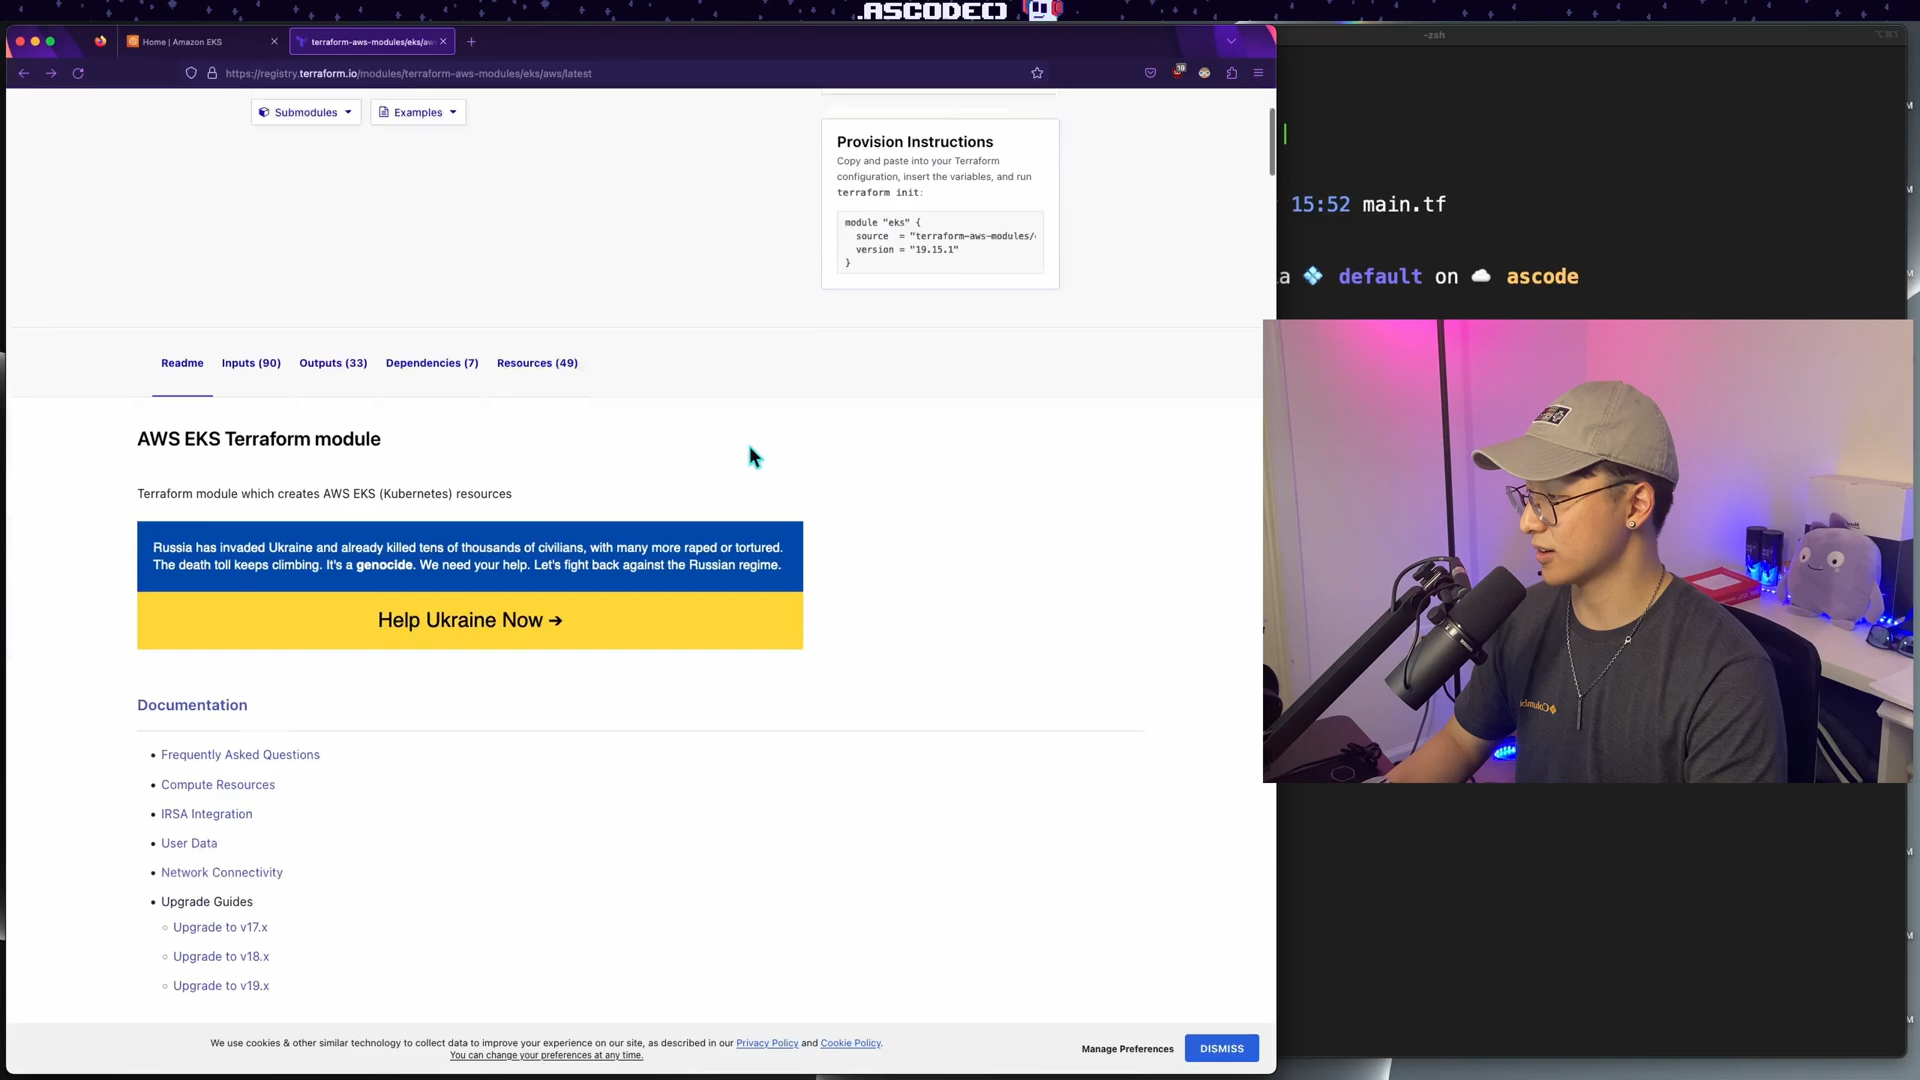 .ASCODE()
Home | Amazon EKS
terraform-aws-modules/eks/aw
-zsh
https://registry.terraform.io/modules/terraform-aws-modules/eks/aws/latest
19
Submodules
Examples
Provision Instructions
Copy and paste into your Terraform
configuration, insert the variables, and run
terraform init:
module "eks" {
source = "terraform-aws-modules/
version = "19.15.1"
}
15:52 main.tf
default on ascode
Readme
Inputs (90)
Outputs (33)
Dependencies (7)
Resources (49)
AWS EKS Terraform module
Terraform module which creates AWS EKS (Kubernetes) resources
Russia has invaded Ukraine and already killed tens of thousands of civilians, with many more raped or tortured.
The death toll keeps climbing. It's a genocide. We need your help. Let's fight back against the Russian regime.
Help Ukraine Now →
Columbia
Documentation
• Frequently Asked Questions
• Compute Resources
• IRSA Integration
• User Data
• Network Connectivity
• Upgrade Guides
Upgrade to v17.x
Upgrade to v18.x
Upgrade to v19.x
We use cookies & other similar technology to collect data to improve your experience on our site, as described in our Privacy Policy and Cookie Policy.
You can change your preferences at any time.
Manage Preferences
DISMISS